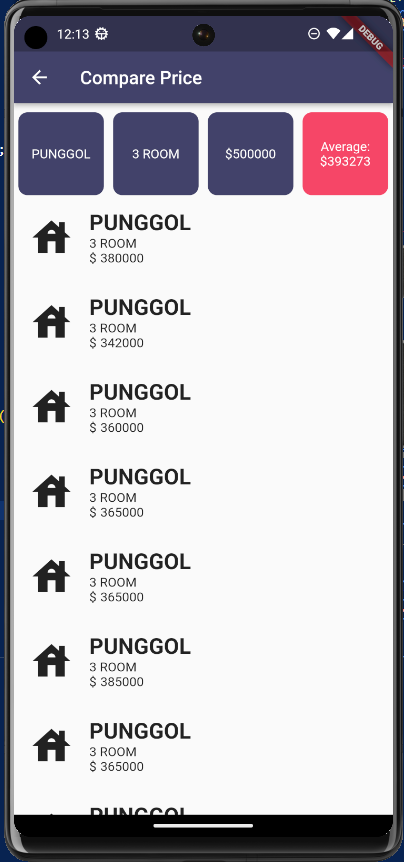 12:13
DEBUG
Compare Price
PUNGGOL
3 ROOM
$500000
Average:
$393273
PUNGGOL
3 ROOM
$ 380000
PUNGGOL
3 ROOM
$ 342000
PUNGGOL
3 ROOM
$ 360000
PUNGGOL
3 ROOM
$ 365000
PUNGGOL
3 ROOM
$ 365000
PUNGGOL
3 ROOM
$ 385000
PUNGGOL
3 ROOM
$ 365000
PUNGGOL